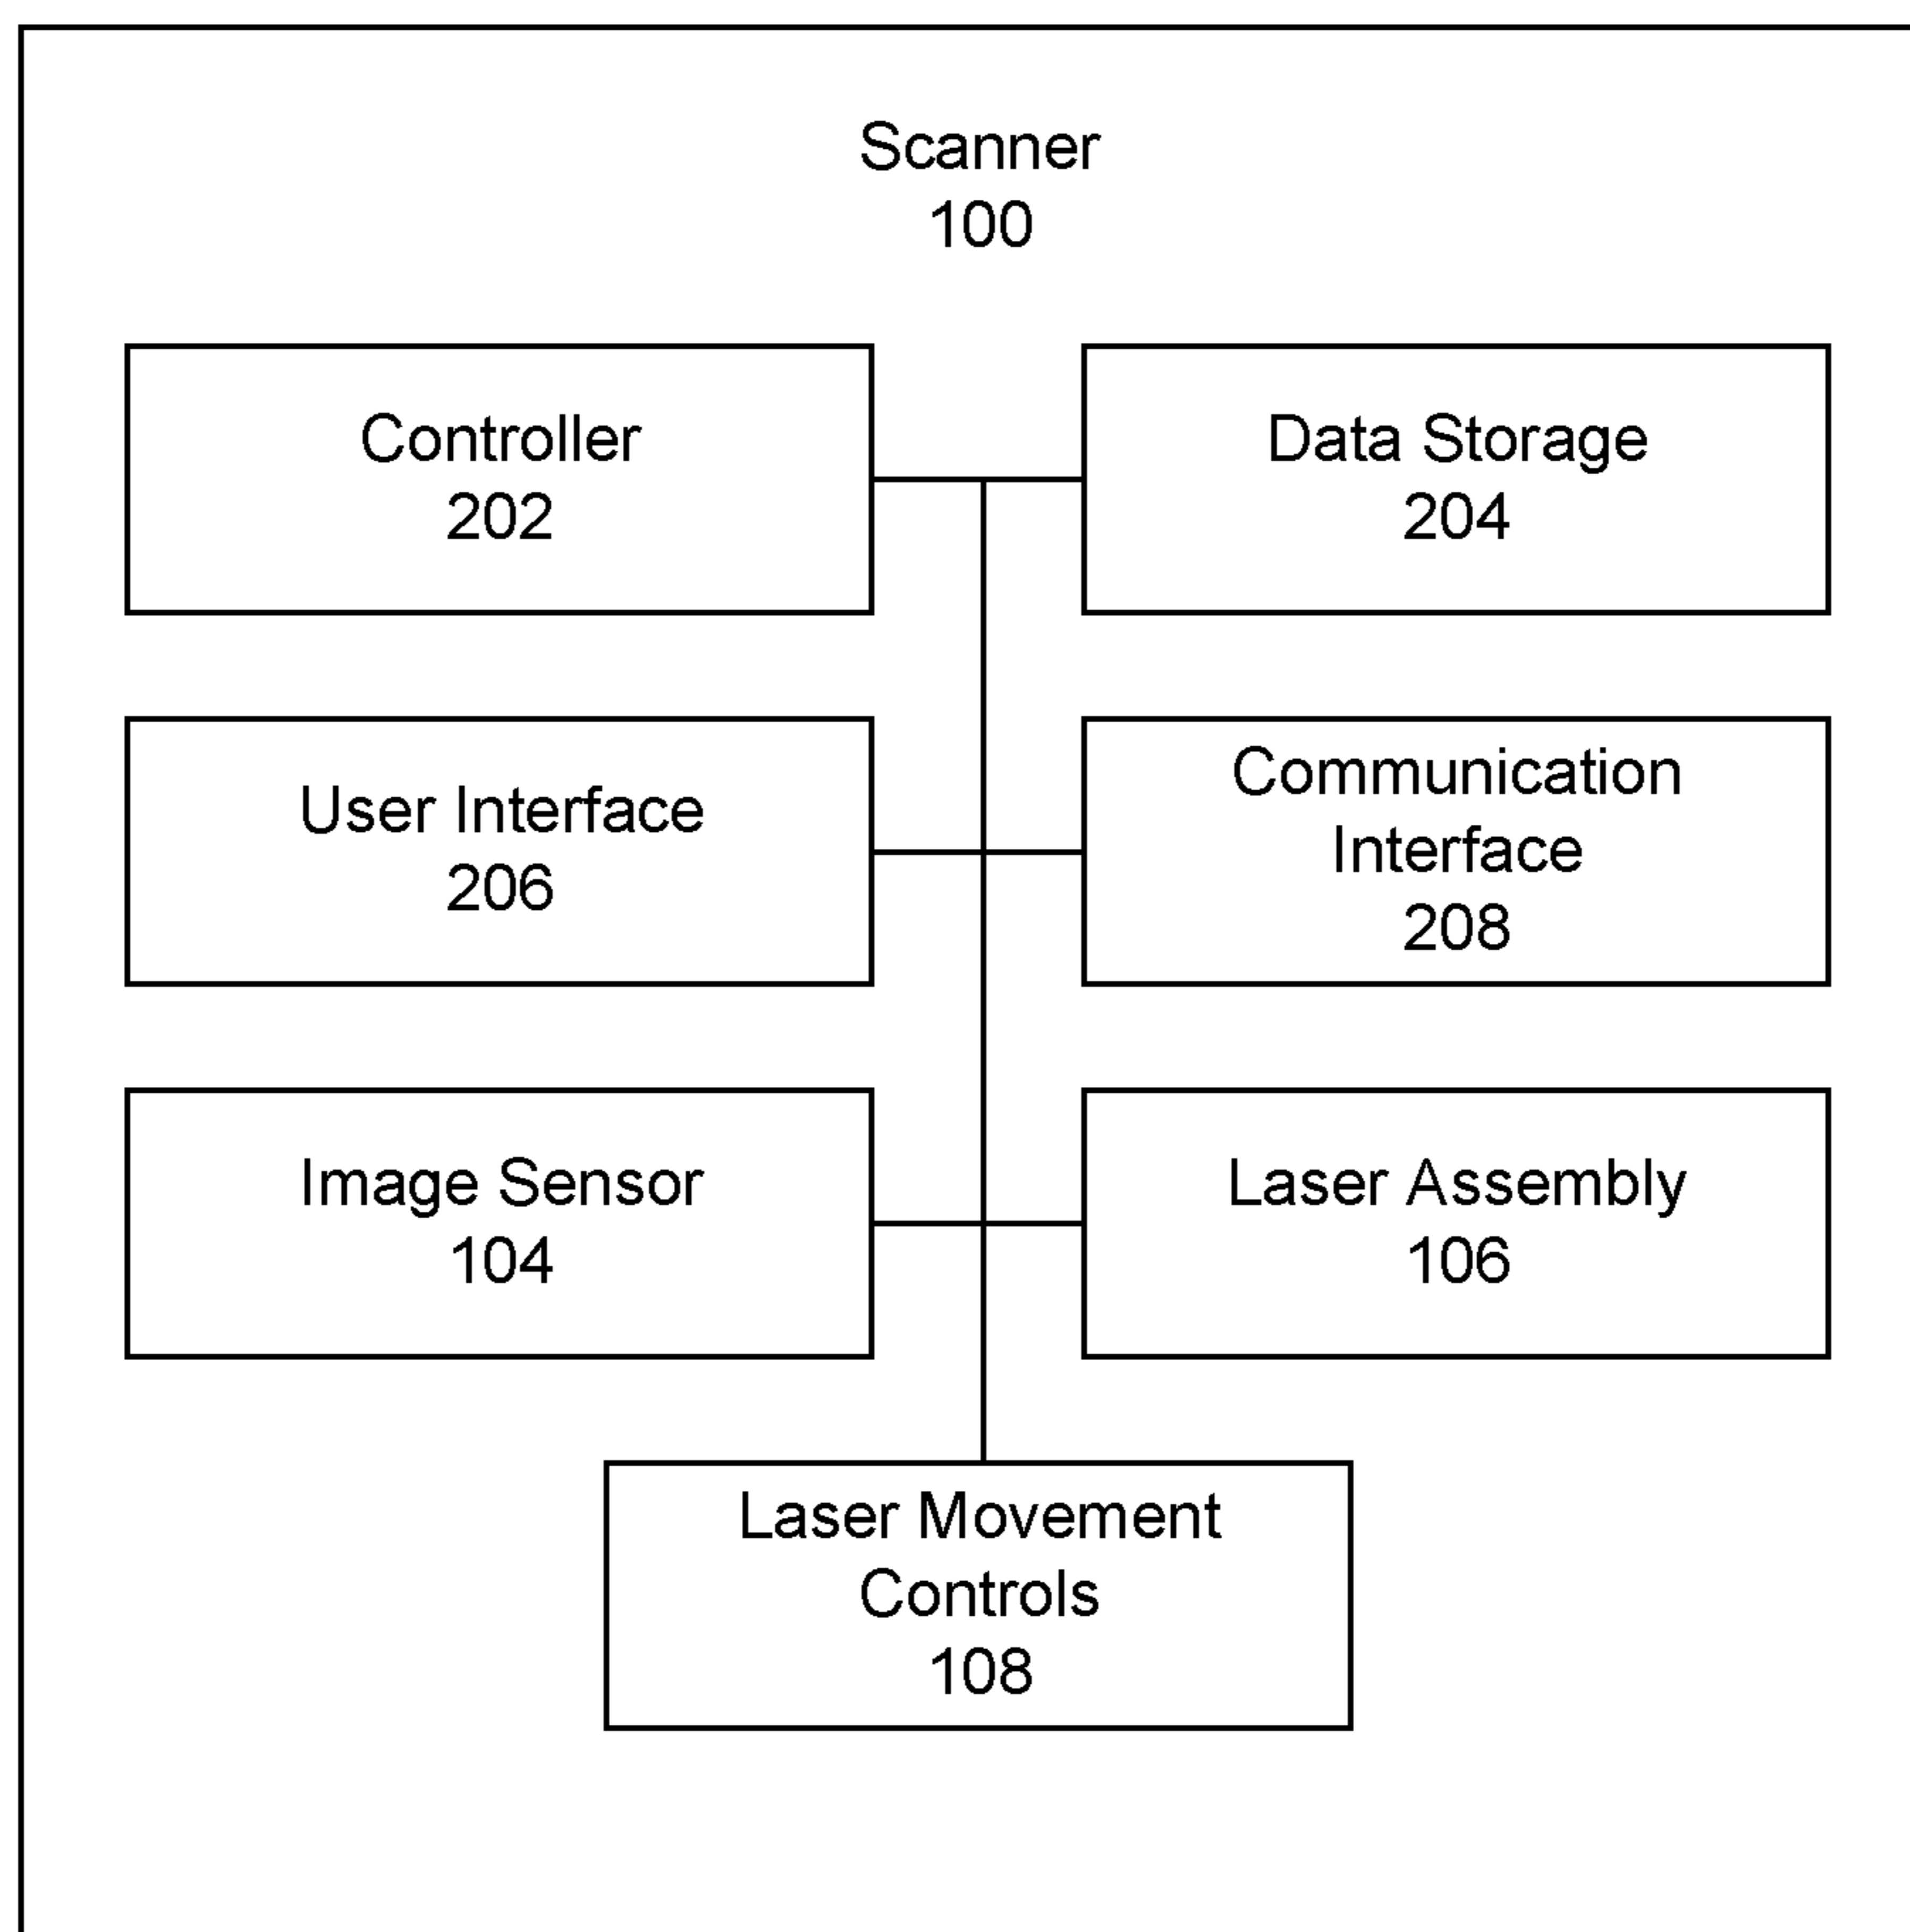 Scanner
100
Controller
202
Data Storage
204
User Interface
206
Communication
Interface
208
Image Sensor
104
Laser Assembly
106
Laser Movement
Controls
108